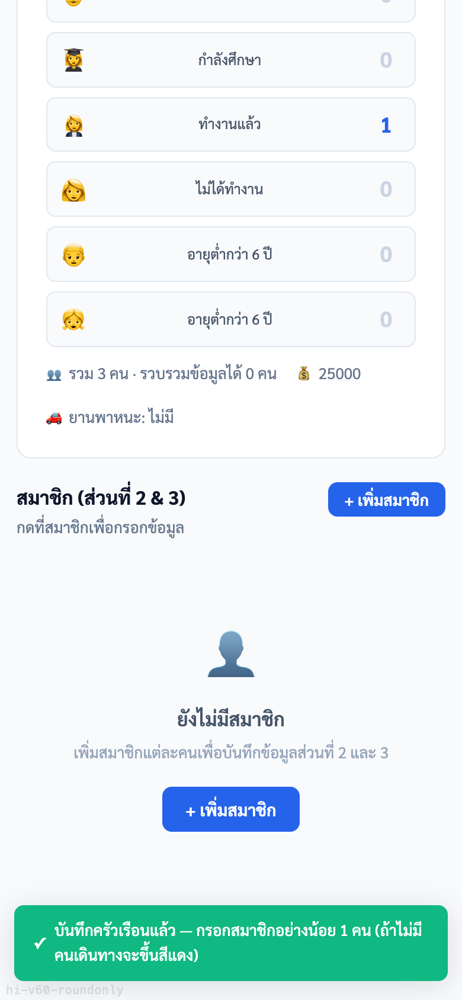 กำลังศึกษา 0
ทำงานแล้ว 1
ไม่ได้ทำงาน 0
อายุต่ำกว่า 6 ปี 0
อายุต่ำกว่า 6 ปี 0
รวม 3 คน · รวบรวมข้อมูลได้ 0 คน 25000
ยานพาหนะ: ไม่มี
สมาชิก (ส่วนที่ 2 & 3)
+ เพิ่มสมาชิก
กดที่สมาชิกเพื่อกรอกข้อมูล
ยังไม่มีสมาชิก
เพิ่มสมาชิกแต่ละคนเพื่อบันทึกข้อมูลส่วนที่ 2 และ 3
+ เพิ่มสมาชิก
✓ บันทึกครัวเรือนแล้ว — กรอกสมาชิกอย่างน้อย 1 คน (ถ้าไม่มี
คนเดินทางจะขึ้นสีแดง)
hi-v60-roundonly